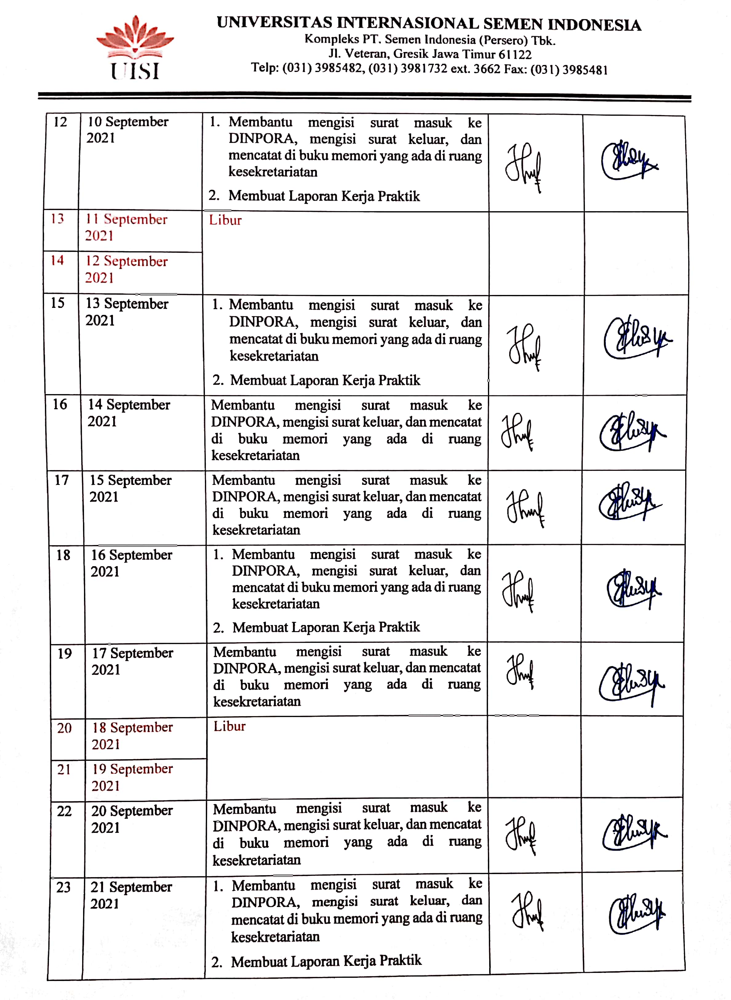 UISI
UNIVERSITAS INTERNASIONAL SEMEN INDONESIA
Kompleks PT. Semen Indonesia (Persero) Tbk.
Jl. Veteran, Gresik Jawa Timur 61122
Telp: (031) 3985482, (031) 3981732 ext. 3662 Fax: (031) 3985481
12 10 September 1. Membantu mengisi surat masuk ke
2021 DINPORA, mengisi surat keluar, dan
mencatat di buku memori yang ada di ruang
kesekretariatan
2. Membuat Laporan Kerja Praktik
13 11 September Libur
2021
14 12 September
2021
15 13 September 1. Membantu mengisi surat masuk ke
2021 DINPORA, mengisi surat keluar, dan
mencatat di buku memori yang ada di ruang
kesekretariatan
2. Membuat Laporan Kerja Praktik
16 14 September Membantu mengisi surat masuk ke
2021 DINPORA, mengisi surat keluar, dan mencatat
di buku memori yang ada di ruang
kesekretariatan
17 15 September Membantu mengisi surat masuk ke
2021 DINPORA, mengisi surat keluar, dan mencatat
di buku memori yang ada di ruang
kesekretariatan
18 16 September 1. Membantu mengisi surat masuk ke
2021 DINPORA, mengisi surat keluar, dan
mencatat di buku memori yang ada di ruang
kesekretariatan
2. Membuat Laporan Kerja Praktik
19 17 September Membantu mengisi surat masuk ke
2021 DINPORA, mengisi surat keluar, dan mencatat
di buku memori yang ada di ruang
kesekretariatan
20 18 September Libur
2021
21 19 September
2021
22 20 September Membantu mengisi surat masuk ke
2021 DINPORA, mengisi surat keluar, dan mencatat
di buku memori yang ada di ruang
kesekretariatan
23 21 September 1. Membantu mengisi surat masuk ke
2021 DINPORA, mengisi surat keluar, dan
mencatat di buku memori yang ada di ruang
kesekretariatan
2. Membuat Laporan Kerja Praktik